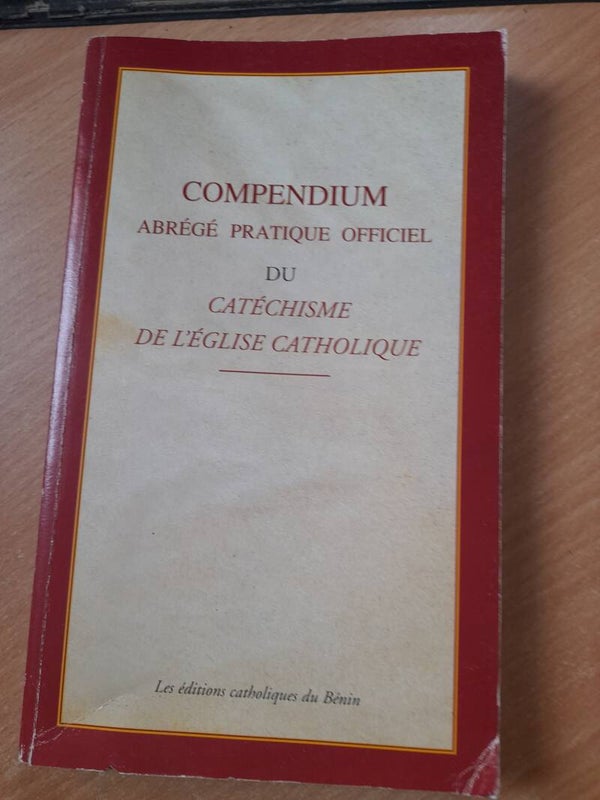 COMPENDIUM
ABRÉGÉ PRATIQUE OFFICIEL
DU
CATÉCHISME
DE L'ÉGLISE CATHOLIQUE
Les éditions catholiques du Bénin